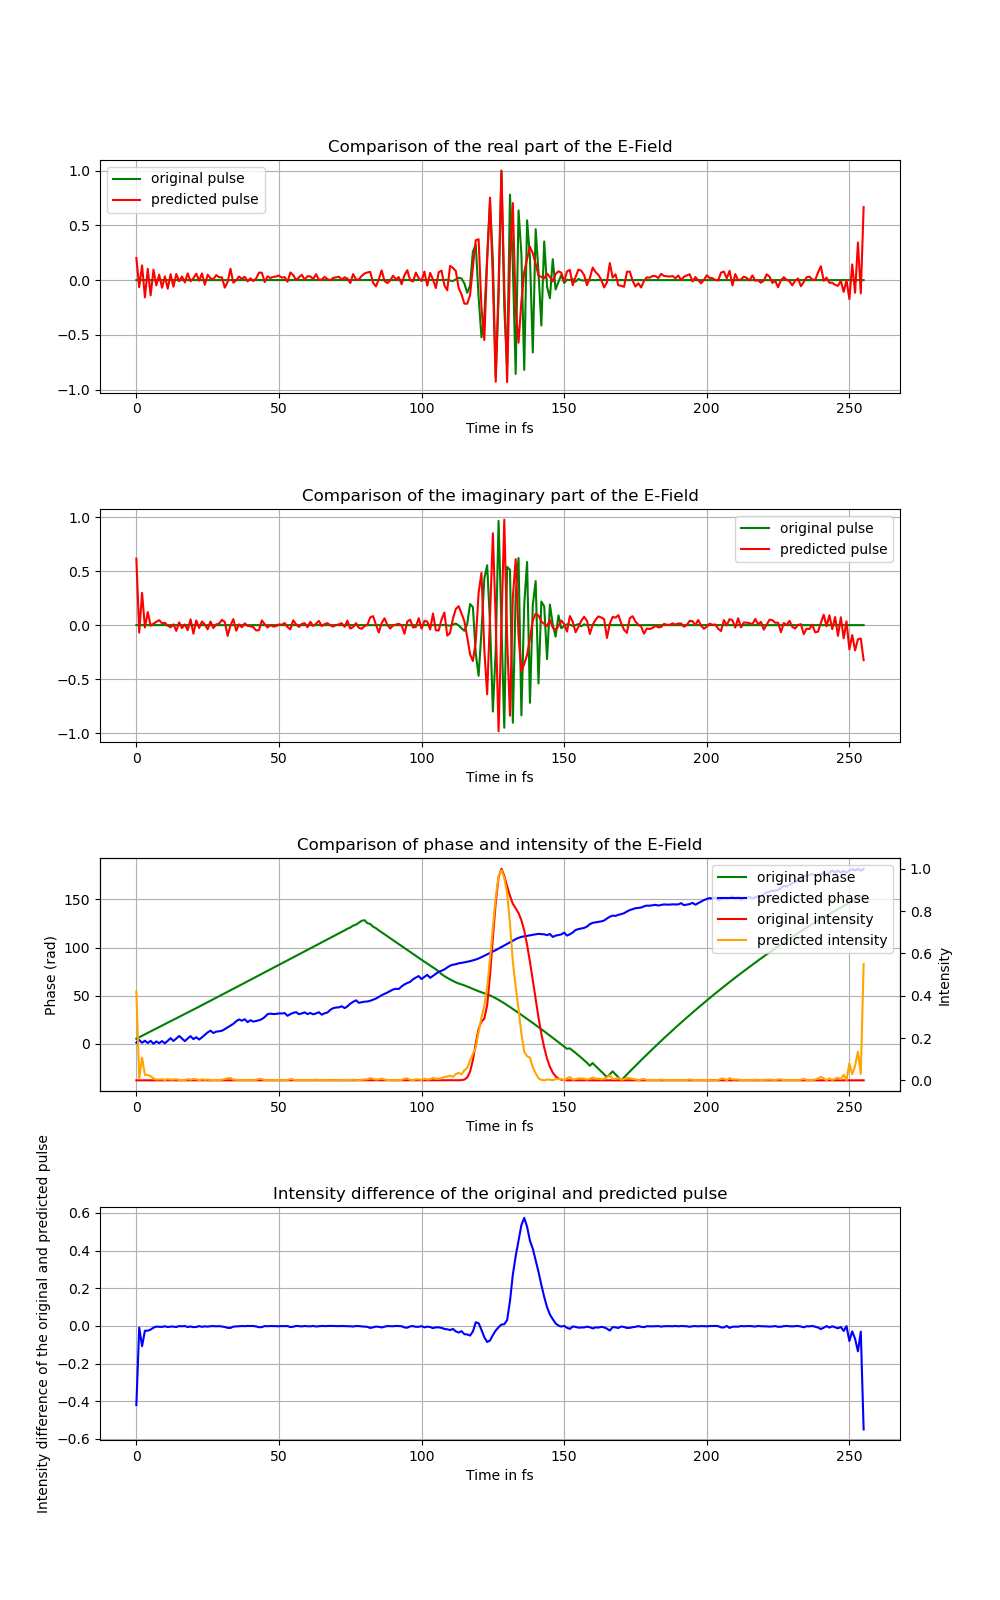 Comparison of the real part of the E-Field
original pulse
predicted pulse
1.0
0.5
0.0
−0.5
−1.0
0 50 100 150 200 250
Time in fs
Comparison of the imaginary part of the E-Field
original pulse
predicted pulse
1.0
0.5
0.0
−0.5
−1.0
0 50 100 150 200 250
Time in fs
Comparison of phase and intensity of the E-Field
original phase
predicted phase
original intensity
predicted intensity
Phase (rad)
150
100
50
0
Intensity
1.0
0.8
0.6
0.4
0.2
0.0
0 50 100 150 200 250
Time in fs
Intensity difference of the original and predicted pulse
Intensity difference of the original and predicted pulse
0.6
0.4
0.2
0.0
−0.2
−0.4
−0.6
0 50 100 150 200 250
Time in fs